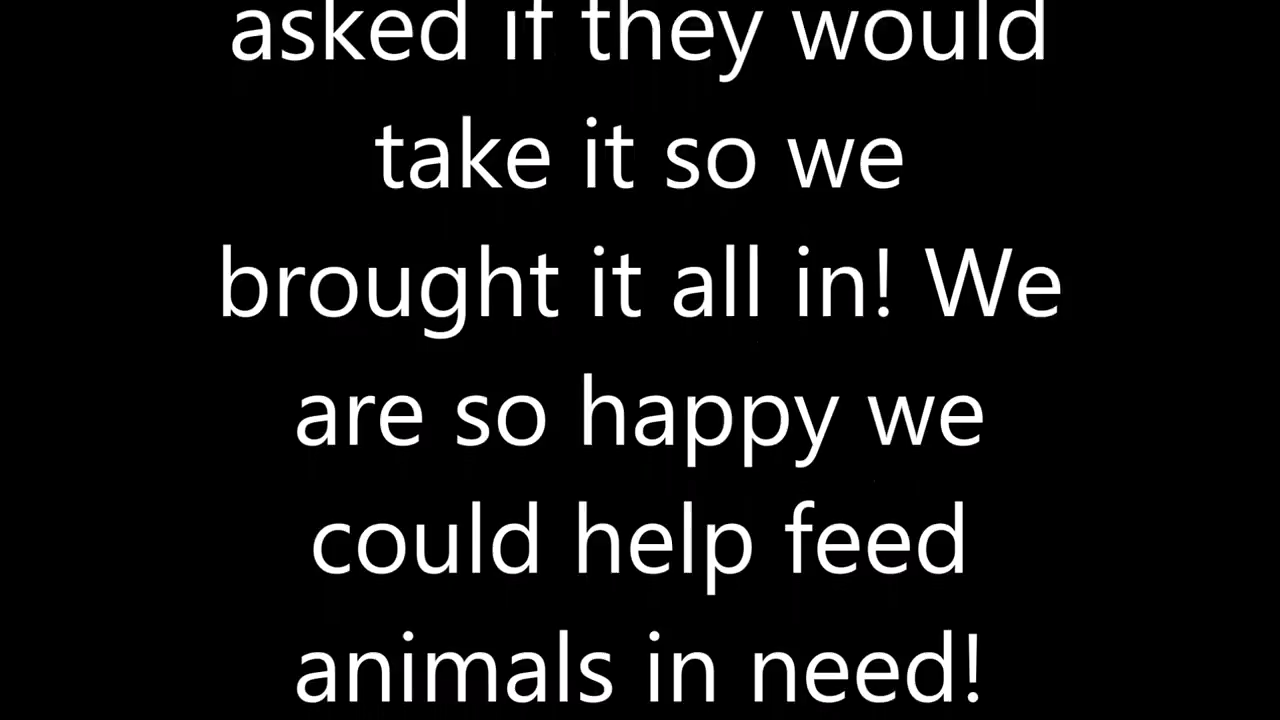 asked if they would
take it so we
brought it all in! We
are so happy we
could help feed
animals in need!